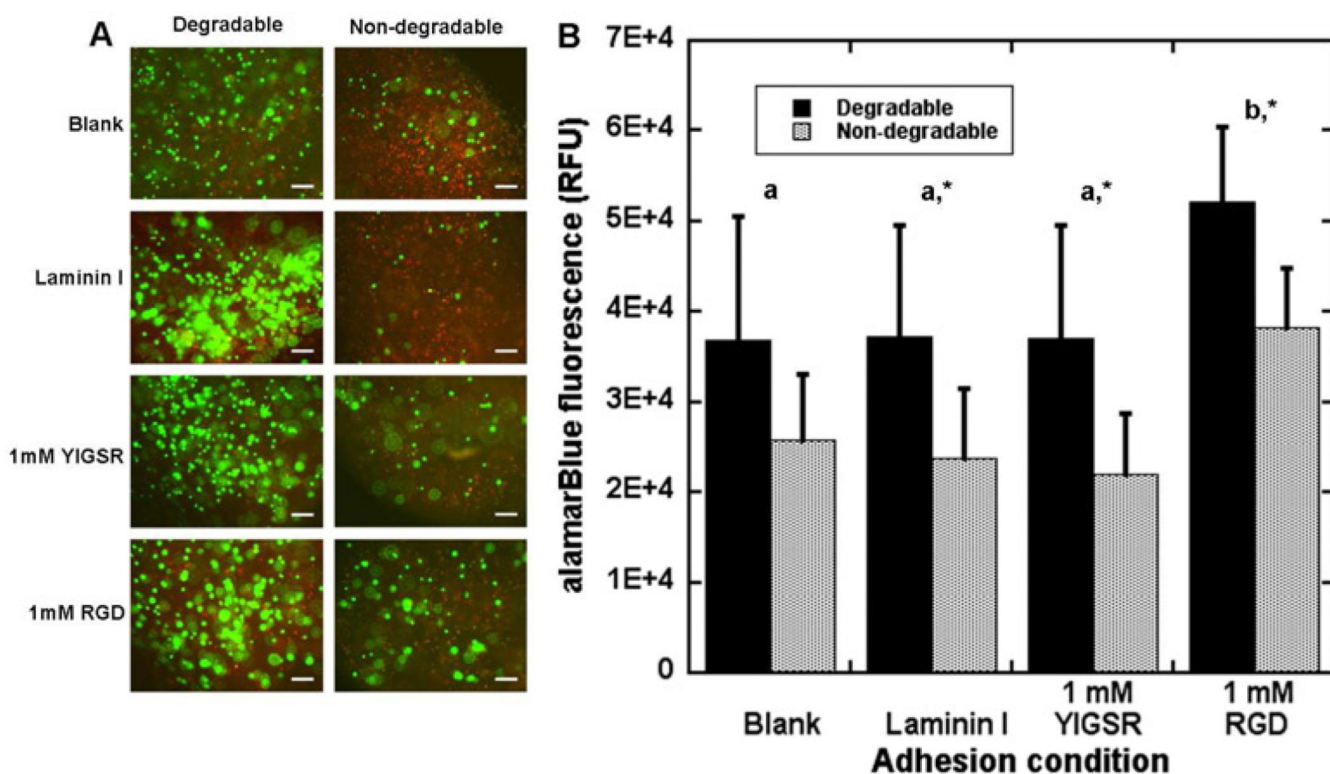 A
Degradable
Non-degradable
Blank
Laminin I
1mM YIGSR
1mM RGD
B
7E+4
6E+4
5E+4
4E+4
3E+4
2E+4
1E+4
0
alamarBlue fluorescence (RFU)
Degradable
Non-degradable
a
a,*
a,*
b,*
Blank
Laminin I
1 mM
YIGSR
1 mM
RGD
Adhesion condition